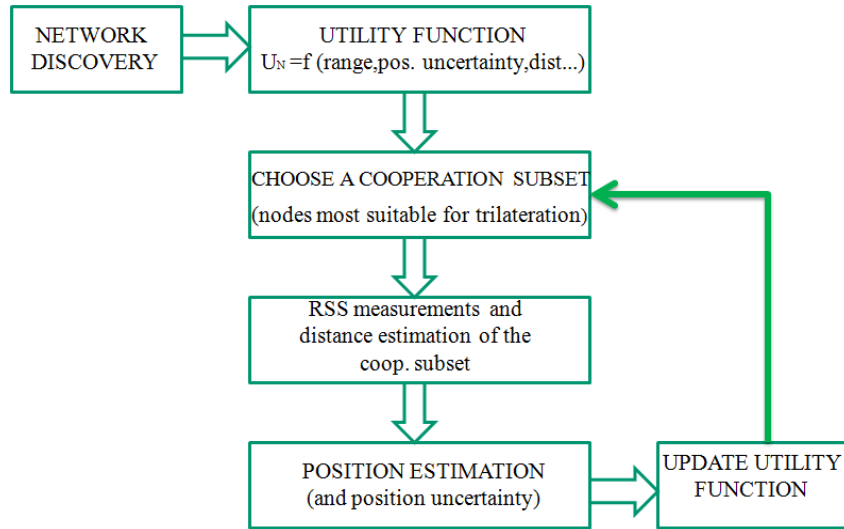 NETWORK
DISCOVERY
UTILITY FUNCTION
UN =f (range,pos. uncertainty,dist...)
CHOOSE A COOPERATION SUBSET
(nodes most suitable for trilateration)
RSS measurements and
distance estimation of the
coop. subset
POSITION ESTIMATION
(and position uncertainty)
UPDATE UTILITY
FUNCTION